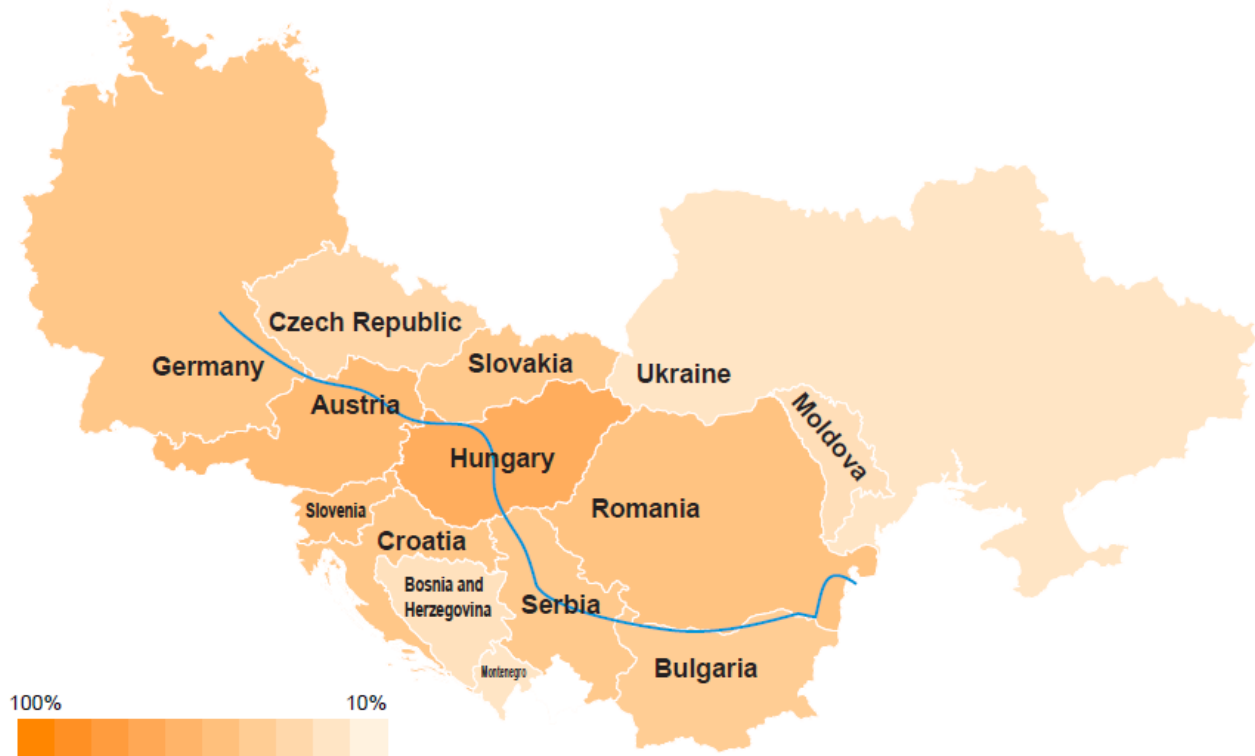 Czech Republic
Slovakia
Germany
Ukraine
Austria
Moldova
Hungary
Slovenia
Romania
Croatia
Bosnia and
Herzegovina
Serbia
Bulgaria
Montenegro
100%
10%